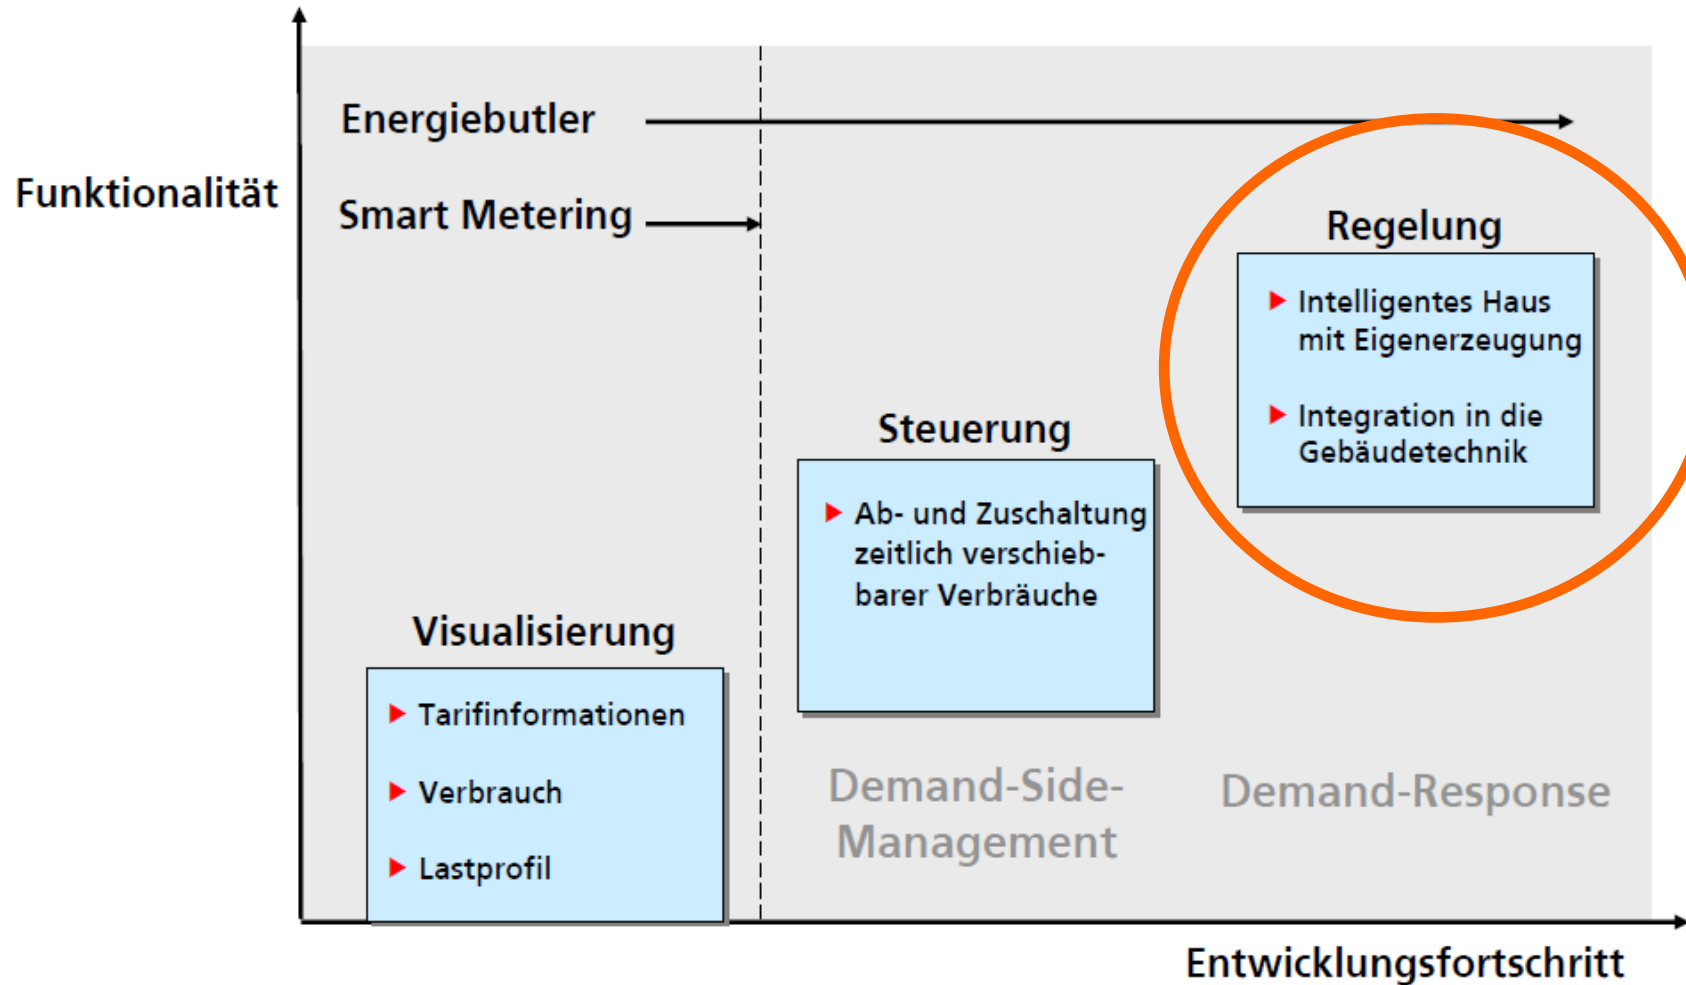 Funktionalität
Energiebutler
Smart Metering
Visualisierung
Tarifinformationen
Verbrauch
Lastprofil
Steuerung
Ab- und Zuschaltung
zeitlich verschieb-
barer Verbräuche
Demand-Side-
Management
Regelung
Intelligentes Haus
mit Eigenerzeugung
Integration in die
Gebäudetechnik
Demand-Response
Entwicklungsfortschritt